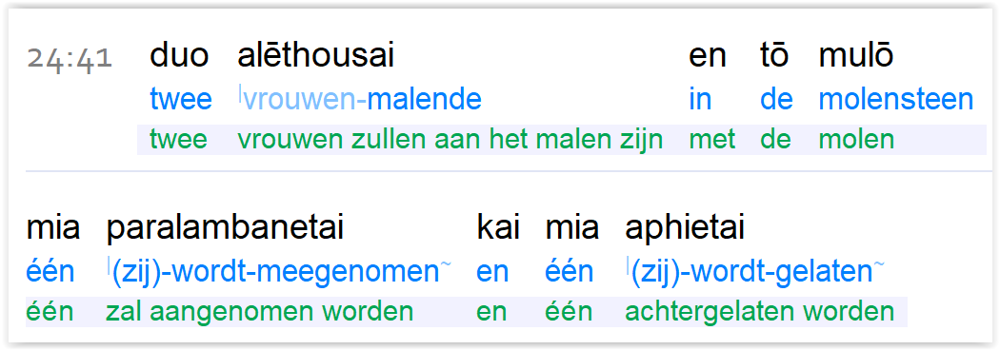 24:41 duo alēthousai en tō mulō
twee |vrouwen-malende in de molensteen
twee vrouwen zullen aan het malen zijn met de molen
mia paralambanetai kai mia aphietai
één |(zij)-wordt-meegenomen~ en één |(zij)-wordt-gelaten~
één zal aangenomen worden en één achtergelaten worden